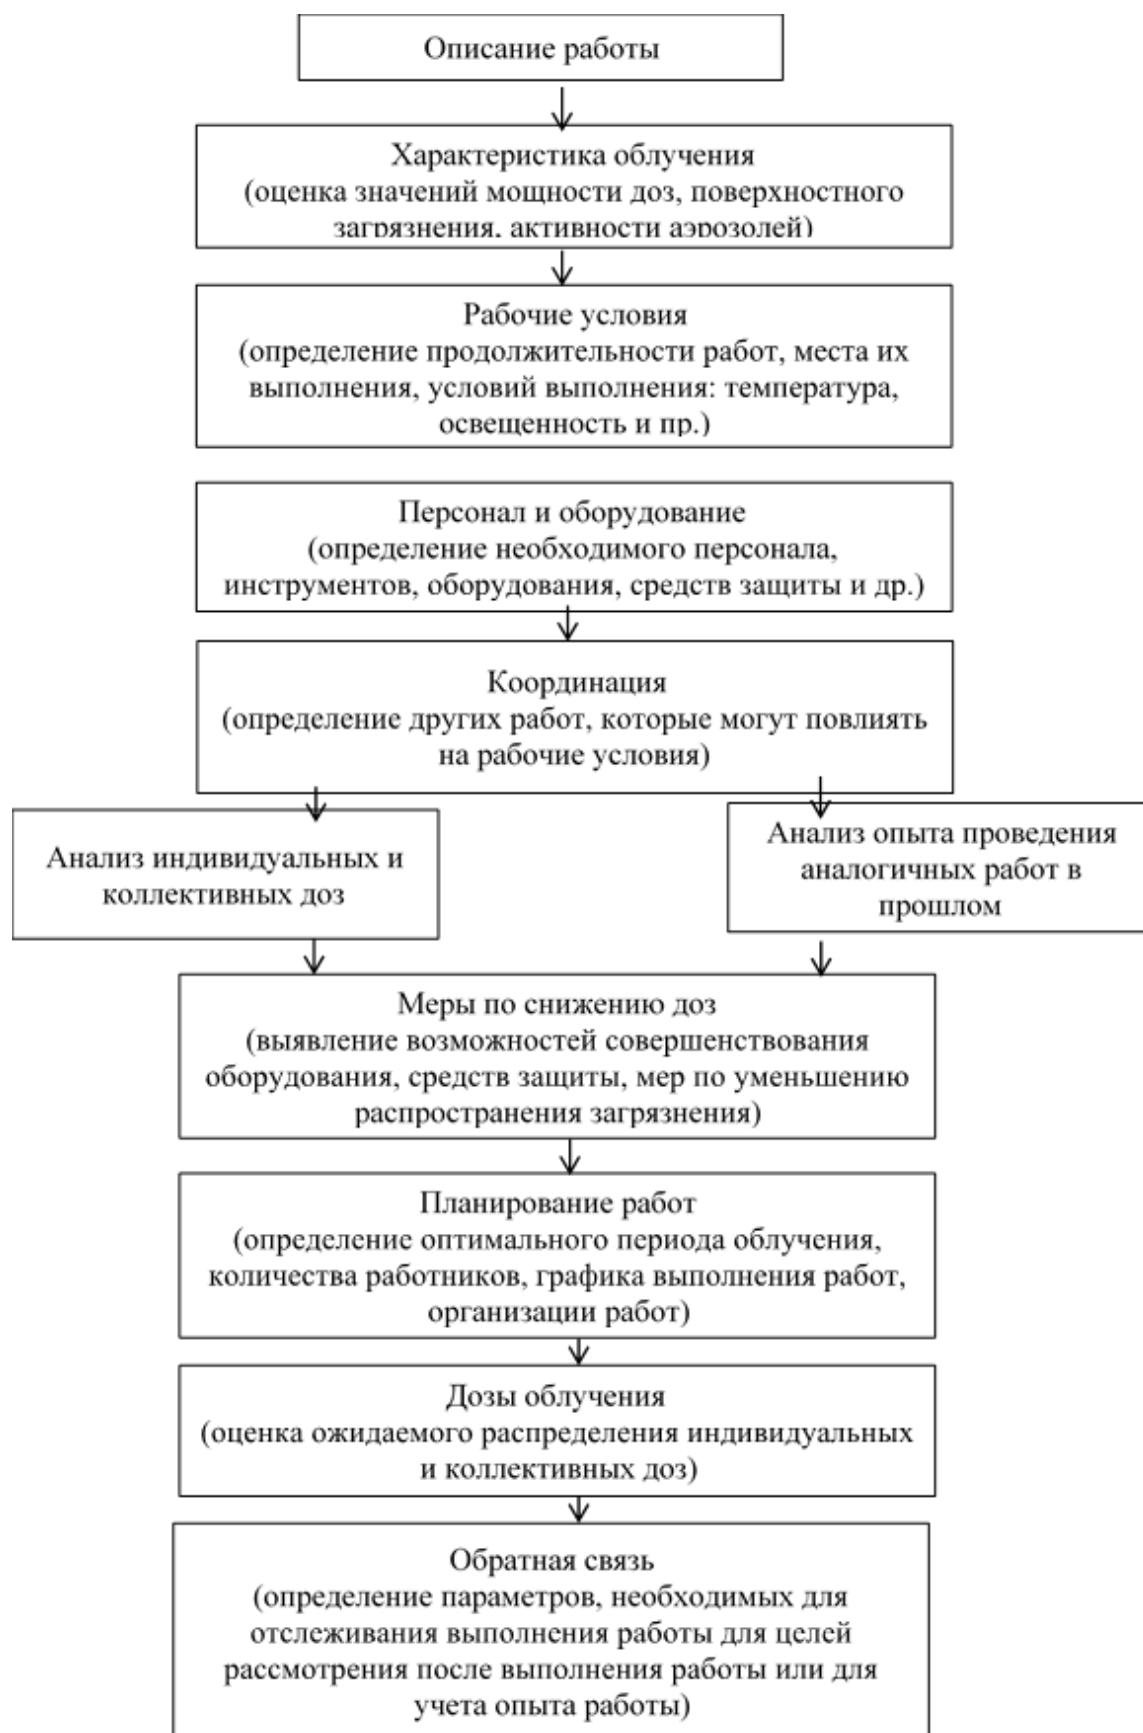 Описание работы
Характеристика облучения
(оценка значений мощности доз, поверхностного
загрязнения, активности аэрозолей)
Рабочие условия
(определение продолжительности работ, места их
выполнения, условий выполнения: температура,
освещенность и пр.)
Персонал и оборудование
(определение необходимого персонала,
инструментов, оборудования, средств защиты и др.)
Координация
(определение других работ, которые могут повлиять
на рабочие условия)
Анализ индивидуальных и
коллективных доз
Анализ опыта проведения
аналогичных работ в
прошлом
Меры по снижению доз
(выявление возможностей совершенствования
оборудования, средств защиты, мер по уменьшению
распространения загрязнения)
Планирование работ
(определение оптимального периода облучения,
количества работников, графика выполнения работ,
организации работ)
Дозы облучения
(оценка ожидаемого распределения индивидуальных
и коллективных доз)
Обратная связь
(определение параметров, необходимых для
отслеживания выполнения работы для целей
рассмотрения после выполнения работы или для
учета опыта работы)